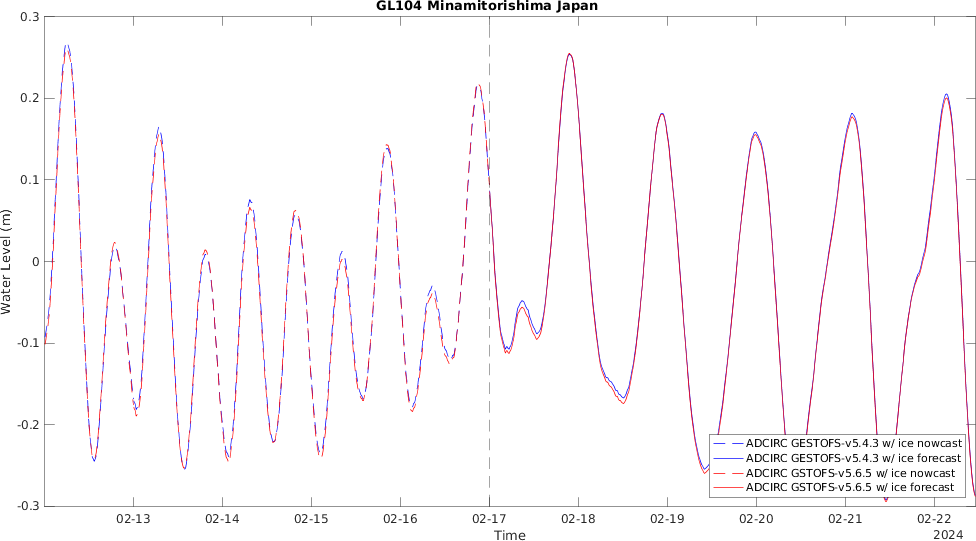 GL104 Minamitorishima Japan
0.3
0.2
0.1
0
-0.1
-0.2
-0.3
Water Level (m)
ADCIRC GESTOFS-v5.4.3 w/ ice nowcast
ADCIRC GESTOFS-v5.4.3 w/ ice forecast
ADCIRC GSTOFS-v5.6.5 w/ ice nowcast
ADCIRC GSTOFS-v5.6.5 w/ ice forecast
02-13 02-14 02-15 02-16 02-17 02-18 02-19 02-20 02-21 02-22
Time
2024